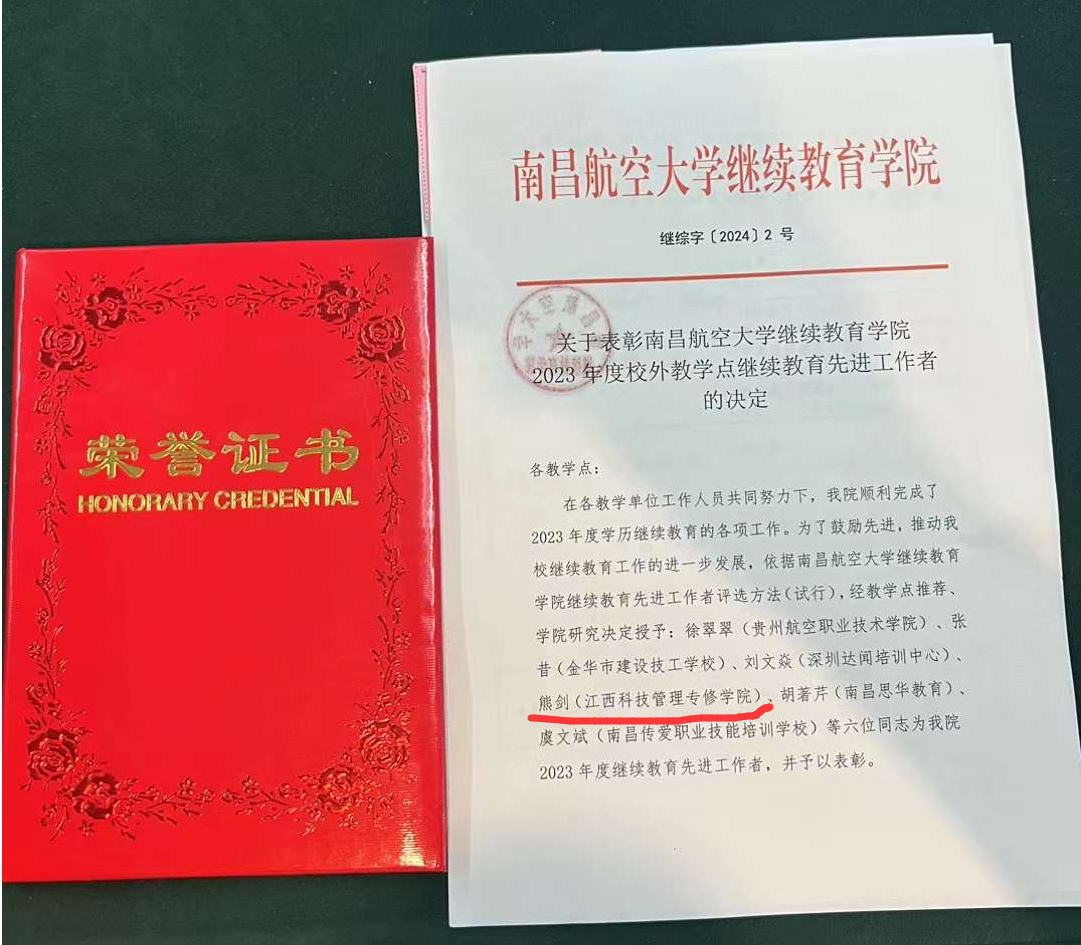 荣誉证书
HONORARY CREDENTIAL
南昌航空大学继续教育学院
继综字〔2024〕2 号
关于表彰南昌航空大学继续教育学院
2023 年度校外教学点继续教育先进工作者
的决定
各教学点：
在各教学单位工作人员共同努力下，我院顺利完成了
2023 年度学历继续教育的各项工作。为了鼓励先进，推动我
校继续教育工作的进一步发展，依据南昌航空大学继续教育
学院继续教育先进工作者评选方法（试行），经教学点推荐、
学院研究决定授予：徐翠翠（贵州航空职业技术学院）、张
昔（金华市建设技工学校）、刘文焱（深圳达闻培训中心）、
熊剑（江西科技管理专修学院）、胡著芹（南昌思华教育）、
虞文斌（南昌传爱职业技能培训学校）等六位同志为我院
2023 年度继续教育先进工作者，并予以表彰。